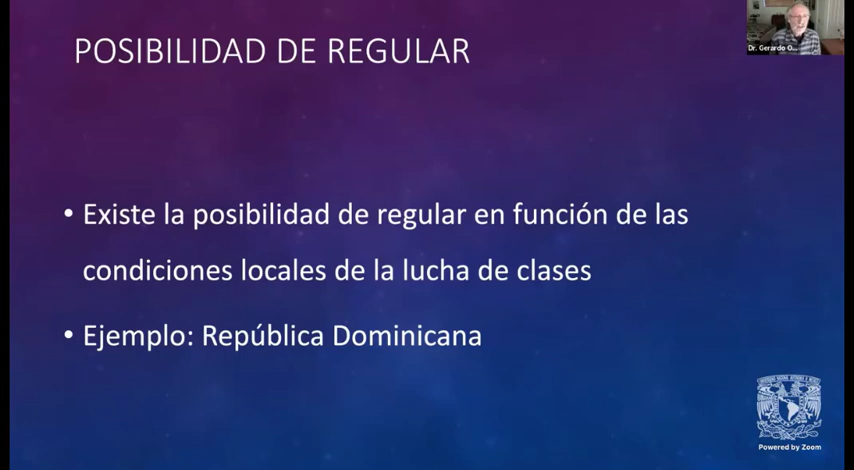 POSIBILIDAD DE REGULAR
Dr. Gerardo O...
• Existe la posibilidad de regular en función de las
condiciones locales de la lucha de clases
• Ejemplo: República Dominicana
Powered by Zoom